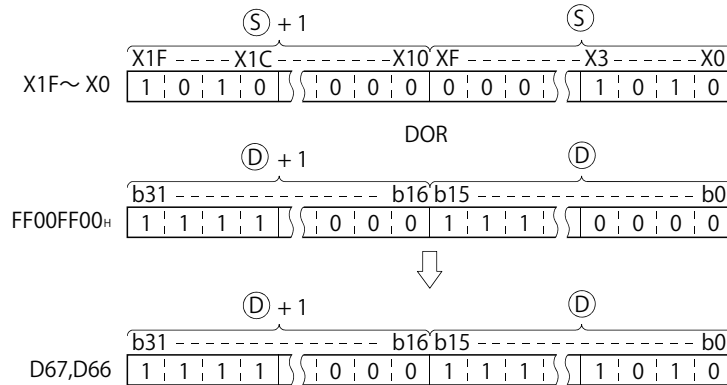 Ⓢ + 1 Ⓢ
X1F - - - - X1C - - - - - - - - X10 XF - - - - - - - - X3 - - - - - X0
X1F～ X0 1 0 1 0 0 0 0 0 0 0 1 0 1 0
DOR
Ⓓ + 1 Ⓓ
b31 - - - - - - - - - - - - - - - b16 b15 - - - - - - - - - - - - - - - b0
FF00FF00H 1 1 1 1 0 0 0 1 1 1 0 0 0 0
Ⓓ + 1 Ⓓ
b31 - - - - - - - - - - - - - - - b16 b15 - - - - - - - - - - - - - - - b0
D67,D66 1 1 1 1 0 0 0 1 1 1 1 0 1 0